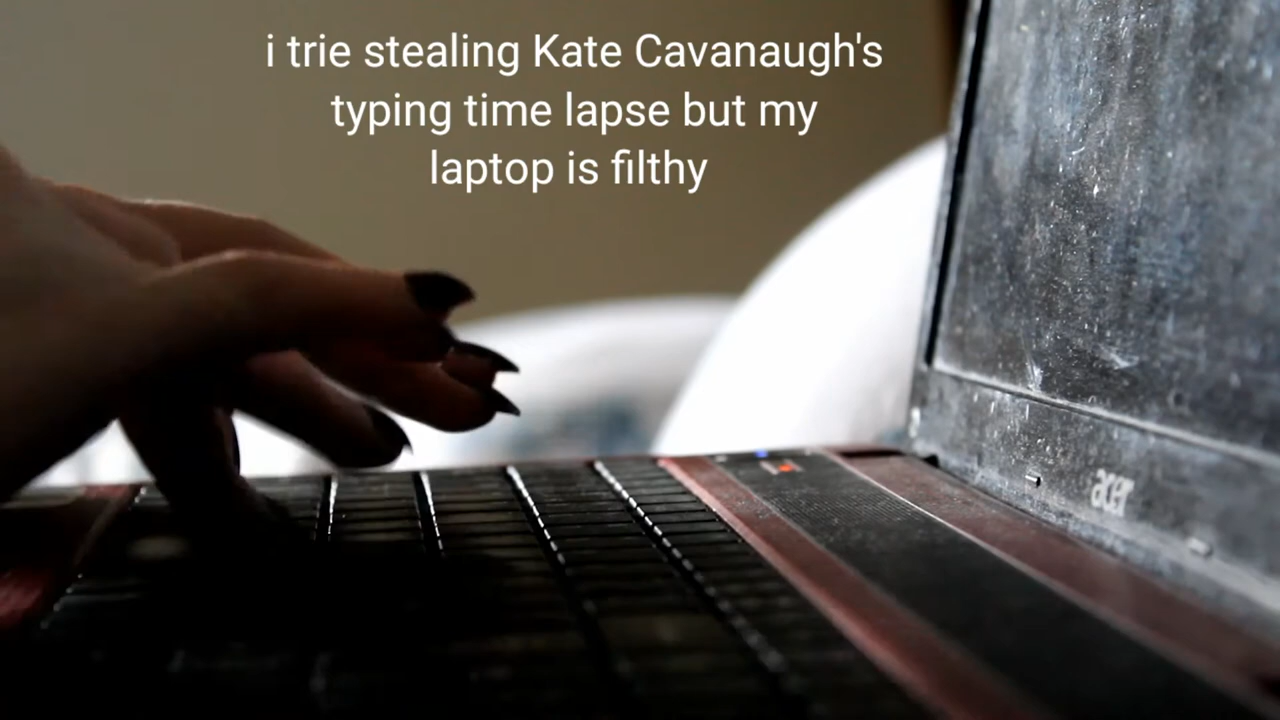 i trie stealing Kate Cavanaugh's
typing time lapse but my
laptop is filthy
acer